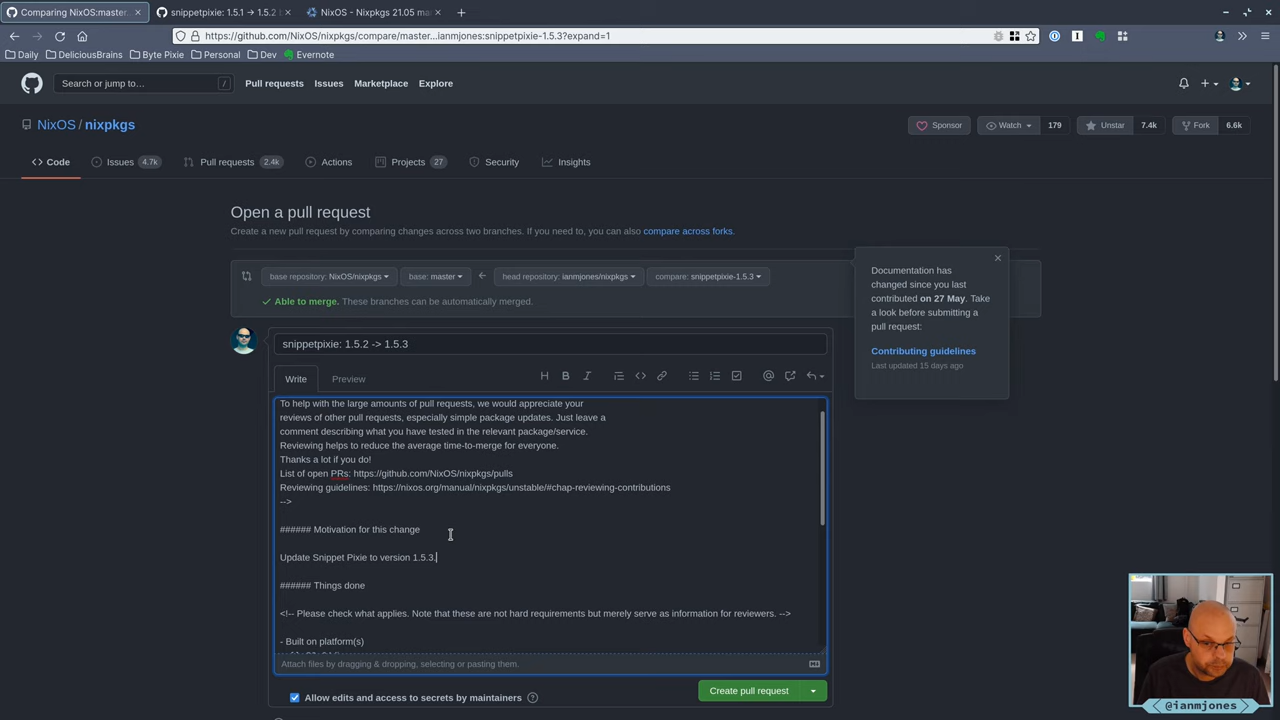 Comparing NixOS:master
snippetpixie: 1.5.1 → 1.5.2
NixOS - Nixpkgs 21.05 ma
https://github.com/NixOS/nixpkgs/compare/master...ianmjones:snippetpixie-1.5.3?expand=1
Daily
DeliciousBrains
Byte Pixie
Personal
Dev
Evernote
Search or jump to…
/
Pull requests
Issues
Marketplace
Explore
NixOS / nixpkgs
Sponsor
Watch
179
Unstar
7.4k
Fork
6.6k
Code
Issues 4.7k
Pull requests 2.4k
Actions
Projects 27
Security
Insights
Open a pull request
Create a new pull request by comparing changes across two branches. If you need to, you can also compare across forks.
base repository: NixOS/nixpkgs
base: master
head repository: ianmjones/nixpkgs
compare: snippetpixie-1.5.3
Able to merge. These branches can be automatically merged.
Documentation has
changed since you last
contributed on 27 May. Take
a look before submitting a
pull request:
Contributing guidelines
Last updated 15 days ago
snippetpixie: 1.5.2 -> 1.5.3
Write
Preview
To help with the large amounts of pull requests, we would appreciate your
reviews of other pull requests, especially simple package updates. Just leave a
comment describing what you have tested in the relevant package/service.
Reviewing helps to reduce the average time-to-merge for everyone.
Thanks a lot if you do!
List of open PRs: https://github.com/NixOS/nixpkgs/pulls
Reviewing guidelines: https://nixos.org/manual/nixpkgs/unstable/#chap-reviewing-contributions
-->
###### Motivation for this change
Update Snippet Pixie to version 1.5.3.
###### Things done
<!-- Please check what applies. Note that these are not hard requirements but merely serve as information for reviewers. -->
- Built on platform(s)
Attach files by dragging & dropping, selecting or pasting them.
Allow edits and access to secrets by maintainers
Create pull request
<@ianmjones>